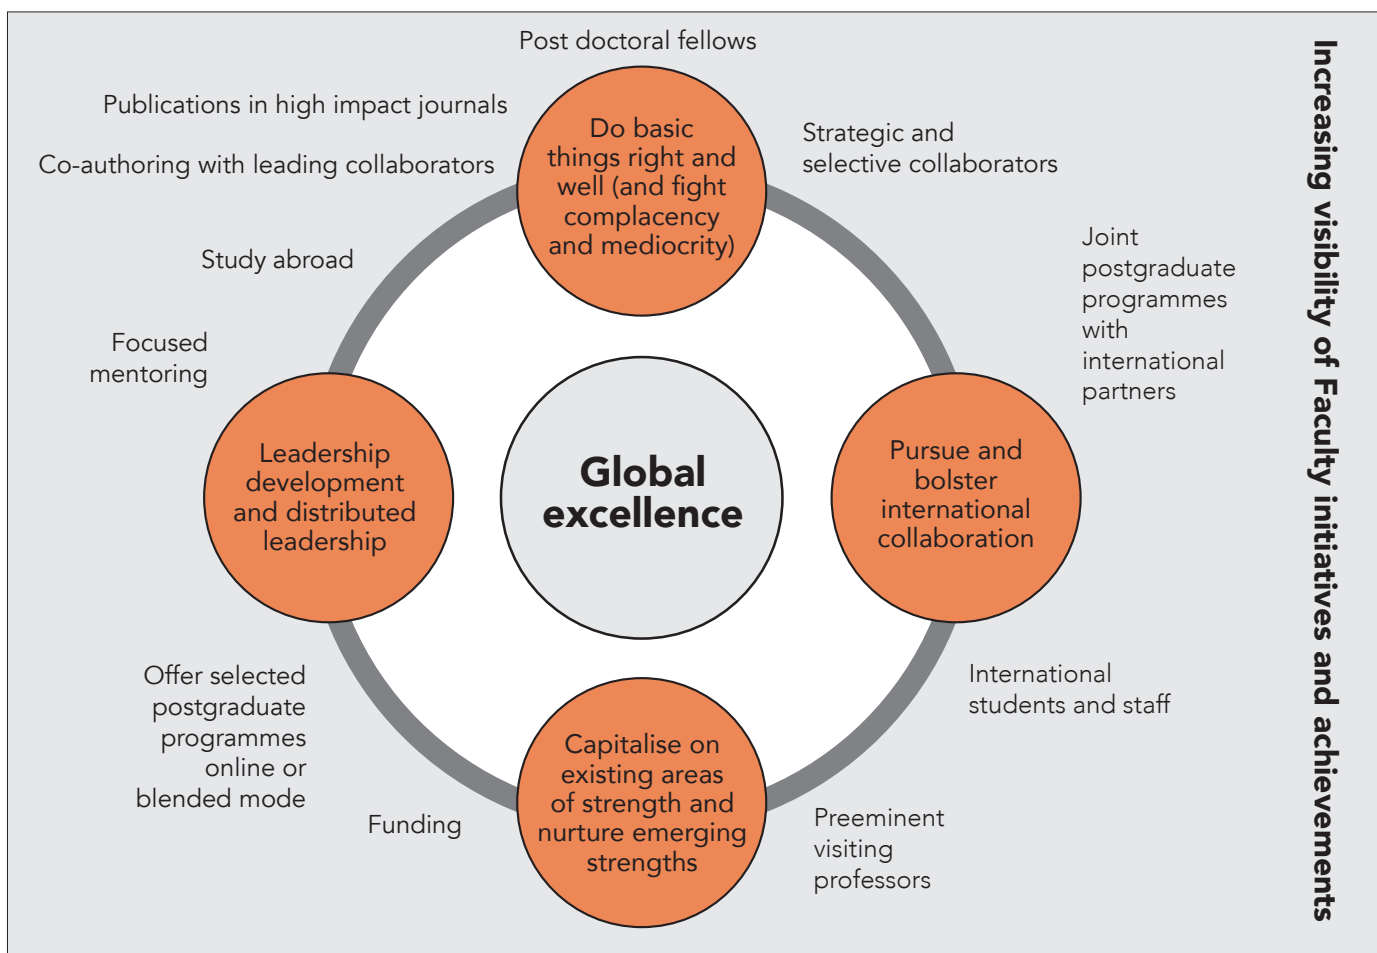 Post doctoral fellows
Publications in high impact journals
Co-authoring with leading collaborators
Study abroad
Focused
mentoring
Do basic
things right and
well (and fight
complacency
and mediocrity)
Strategic and
selective collaborators
Joint
postgraduate
programmes
with
international
partners
Leadership
development
and distributed
leadership
Global
excellence
Pursue and
bolster
international
collaboration
Offer selected
postgraduate
programmes
online or
blended mode
Funding
Capitalise on
existing areas
of strength and
nurture emerging
strengths
International
students and staff
Preeminent
visiting
professors
Increasing visibility of Faculty initiatives and achievements